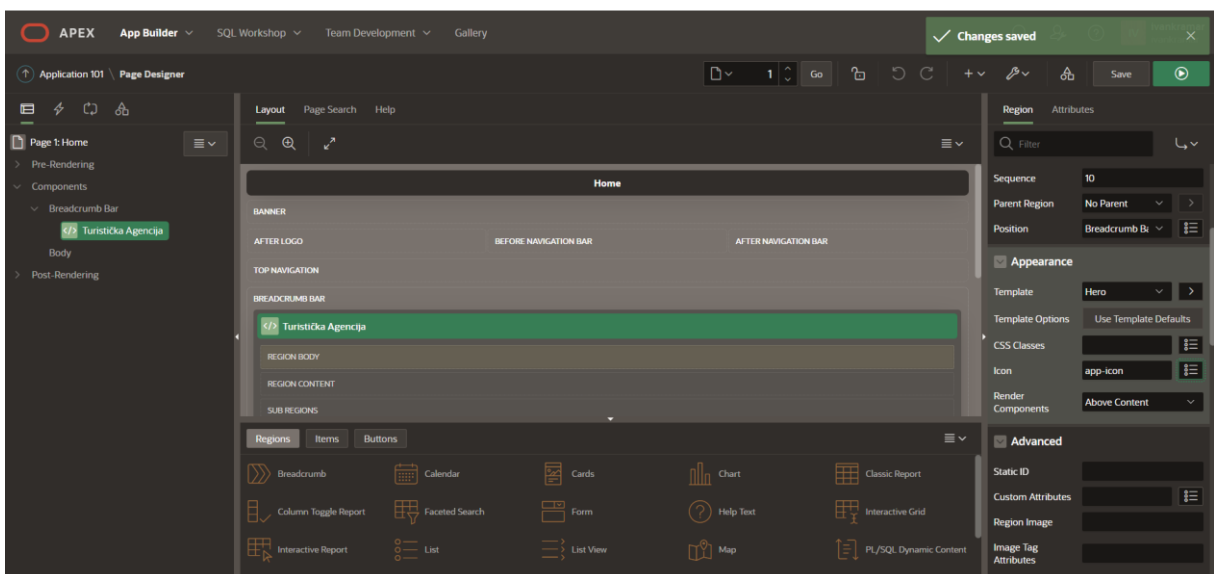 APEX App Builder SQL Workshop Team Development Gallery Changes saved
Application 101 \ Page Designer 1 Go Save
Page 1: Home
Pre-Rendering
Components
Breadcrumb Bar
Turistička Agencija
Body
Post-Rendering
Layout Page Search Help
Home
BANNER
AFTER LOGO BEFORE NAVIGATION BAR AFTER NAVIGATION BAR
TOP NAVIGATION
BREADCRUMB BAR
Turistička Agencija
REGION BODY
REGION CONTENT
SUB REGIONS
Regions Items Buttons
Breadcrumb Calendar Cards Chart Classic Report
Column Toggle Report Faceted Search Form Help Text Interactive Grid
Interactive Report List List View Map PL/SQL Dynamic Content
Region Attributes
Filter
Sequence 10
Parent Region No Parent
Position Breadcrumb Ba
Appearance
Template Hero
Template Options Use Template Defaults
CSS Classes
Icon app-icon
Render Components Above Content
Advanced
Static ID
Custom Attributes
Region Image
Image Tag
Attributes